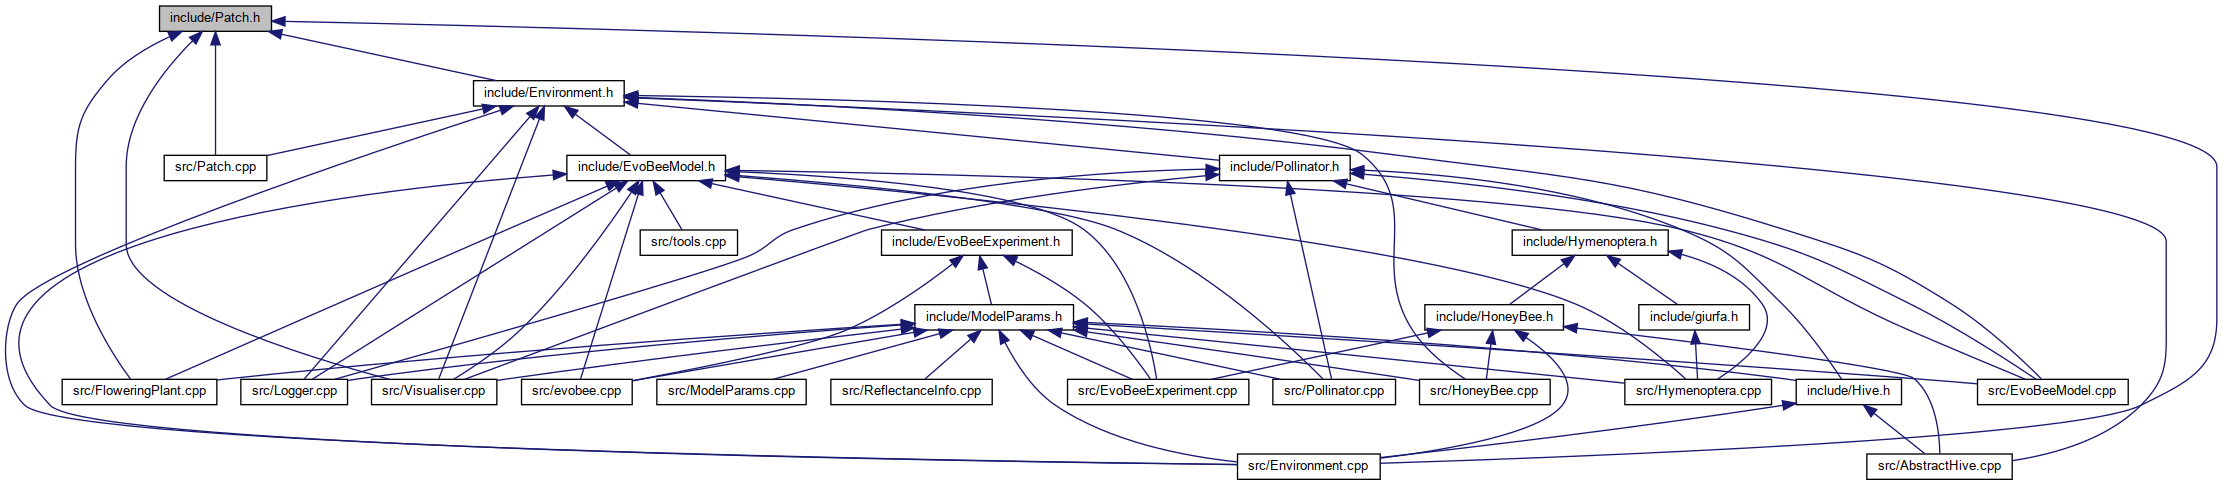 include/Patch.h
include/Environment.h
src/Patch.cpp
include/EvoBeeModel.h
include/Pollinator.h
src/tools.cpp
include/EvoBeeExperiment.h
include/Hymenoptera.h
include/ModelParams.h
include/HoneyBee.h
include/giurfa.h
src/FloweringPlant.cpp
src/Logger.cpp
src/Visualiser.cpp
src/evobee.cpp
src/ModelParams.cpp
src/ReflectanceInfo.cpp
src/EvoBeeExperiment.cpp
src/Pollinator.cpp
src/HoneyBee.cpp
src/Hymenoptera.cpp
include/Hive.h
src/EvoBeeModel.cpp
src/Environment.cpp
src/AbstractHive.cpp